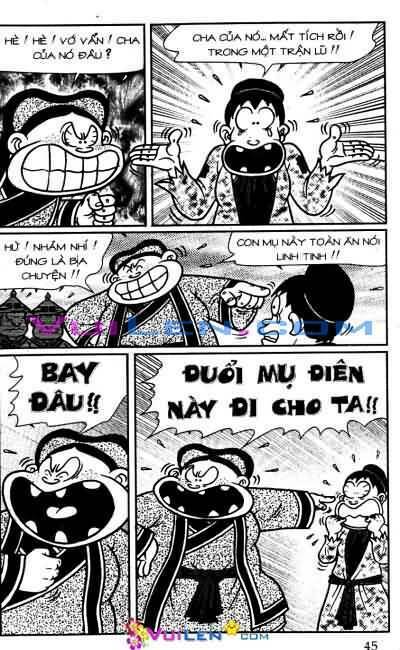 HÈ ! HÈ ! VỚ VẨN ! CHA
CỦA NÓ ĐÂU ?
CHA CỦA NÓ... MẤT TÍCH RỒI !
TRONG MỘT TRẬN LŨ !!
HỪ ! NHẢM NHÍ !
ĐÚNG LÀ BỊA
CHUYỆN !
CON MỤ NÀY TOÀN ĂN NÓI
LINH TINH !!
VUILEN.COM
BAY
ĐÂU !!
ĐUỔI MỤ ĐIÊN
NÀY ĐI CHO TA !!
VUILEN.COM
45